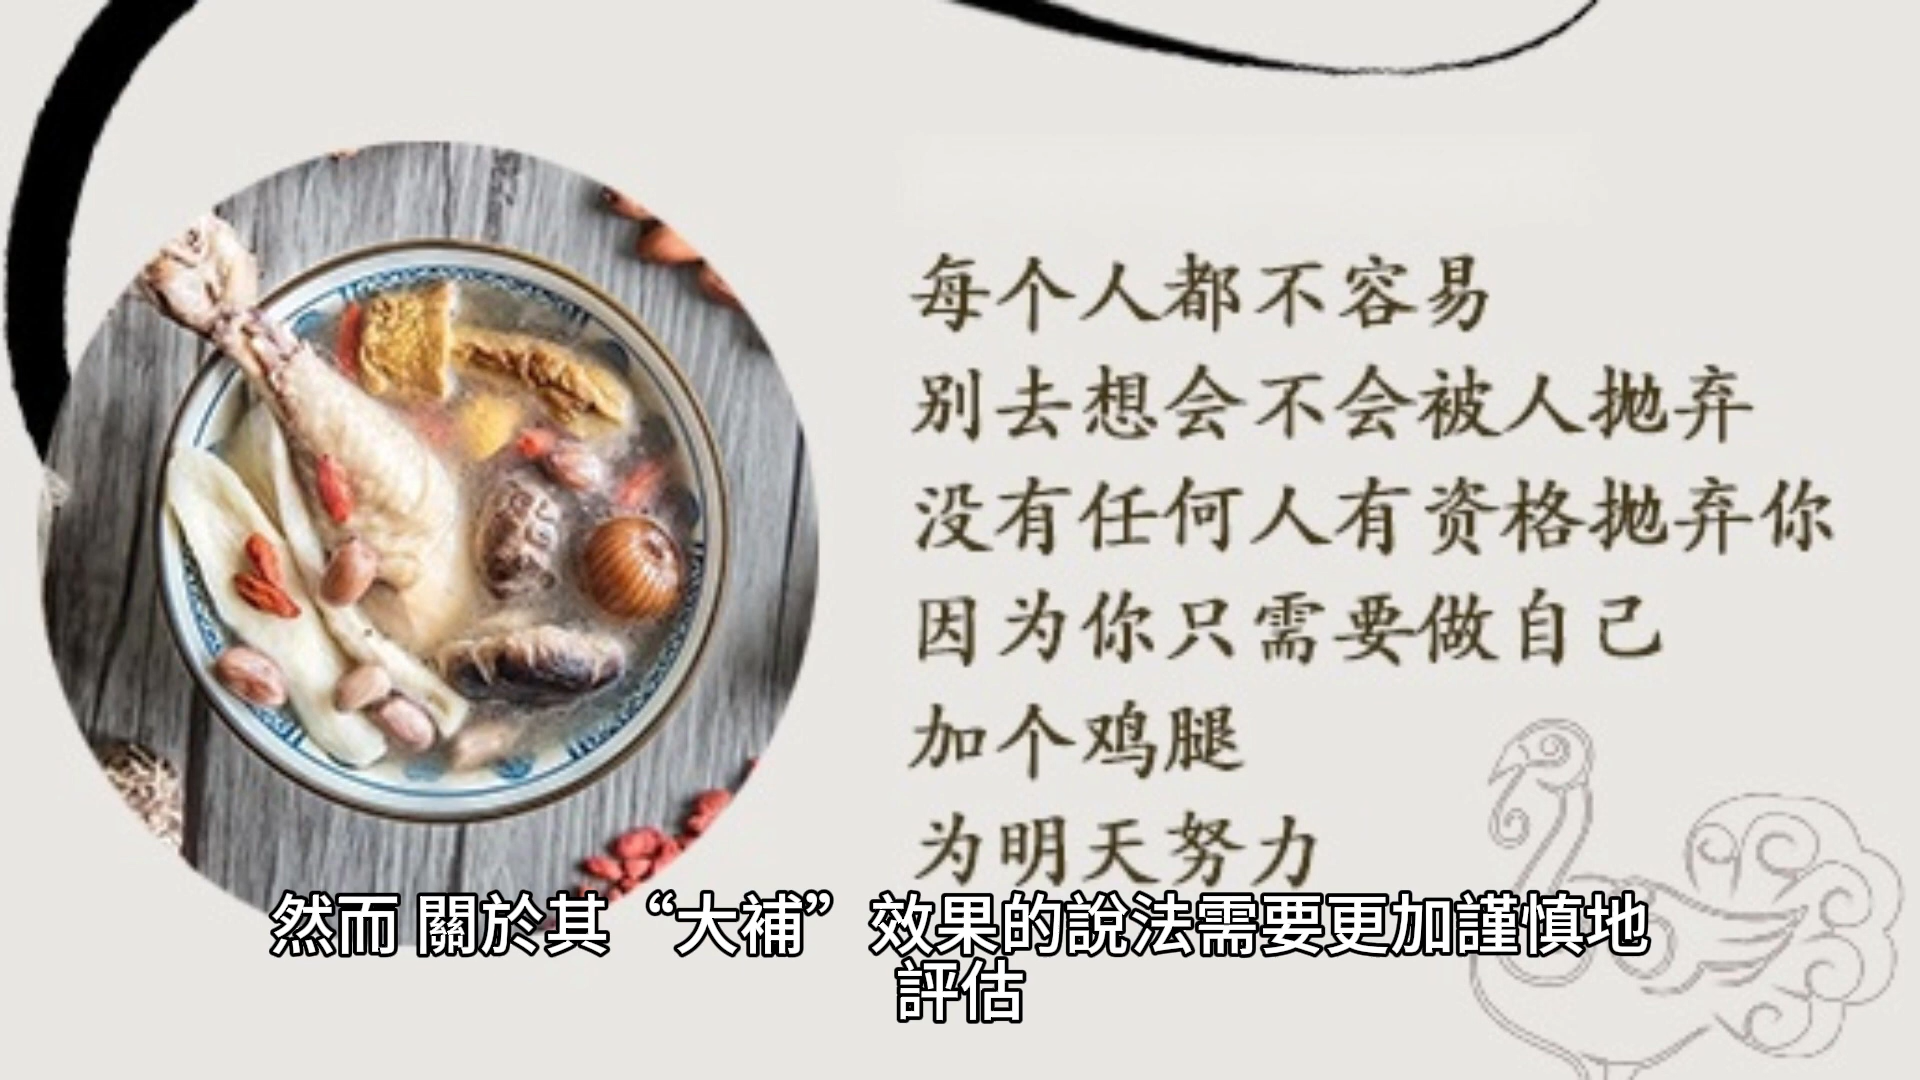 每个人都不容易
别去想会不会被人抛弃
没有任何人有资格抛弃你
因为你只需要做自己
加个鸡腿
为明天努力
然而 關於其“大補”效果的說法需要更加謹慎地
評估